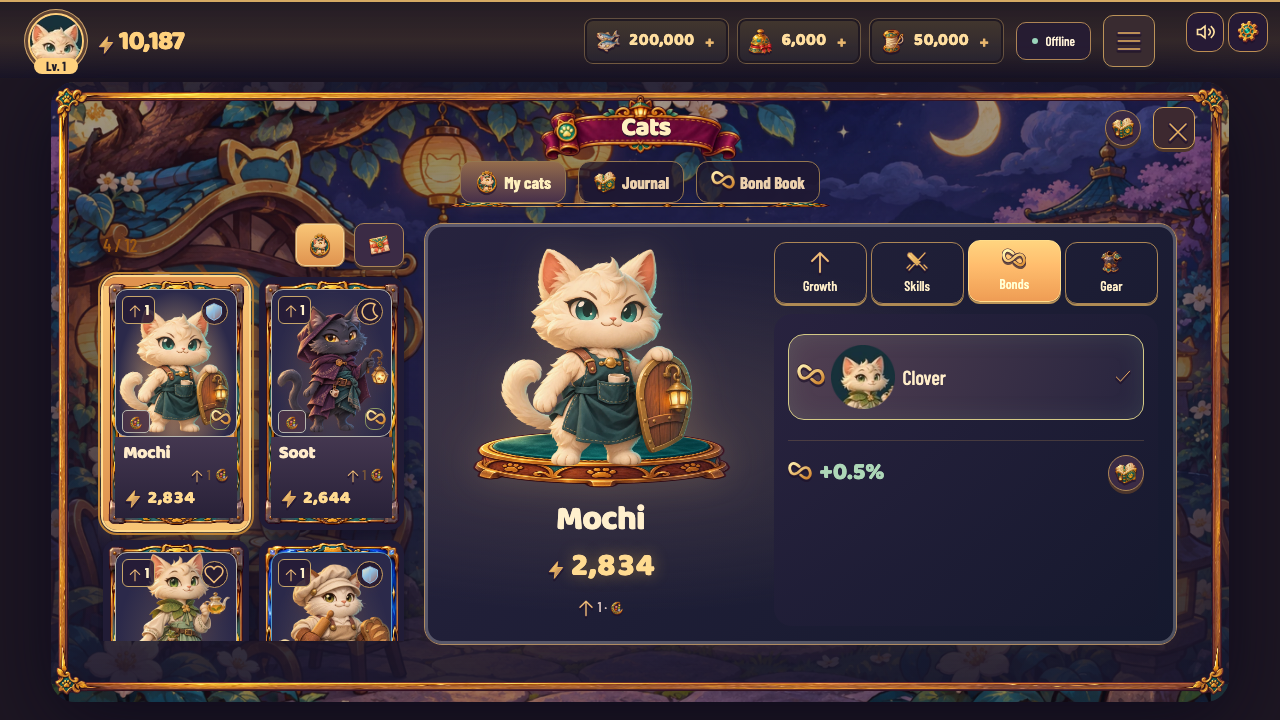 Lv. 1
10,187
200,000 +
6,000 +
50,000 +
Offline
Cats
My cats
Journal
Bond Book
4 / 12
1
Mochi
1
2,834
1
Soot
1
2,644
1
1
Mochi
2,834
1 ·
Growth
Skills
Bonds
Gear
Clover
+0.5%